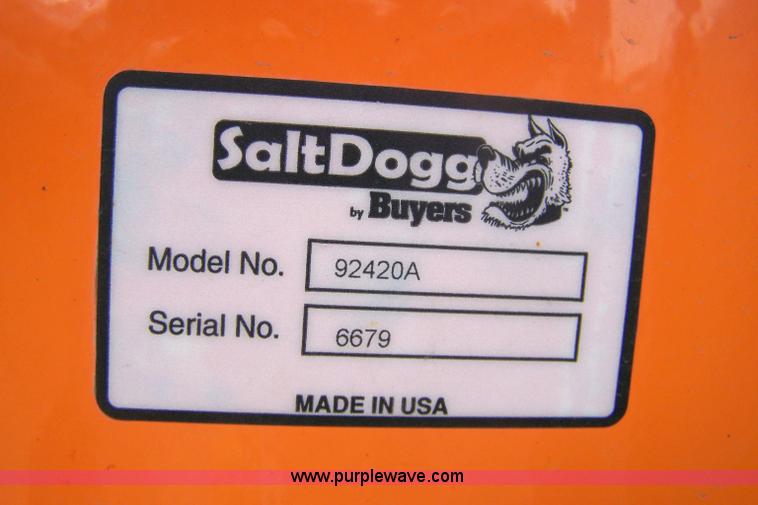 SaltDogg
by Buyers
Model No. 92420A
Serial No. 6679
MADE IN USA
www.purplewave.com